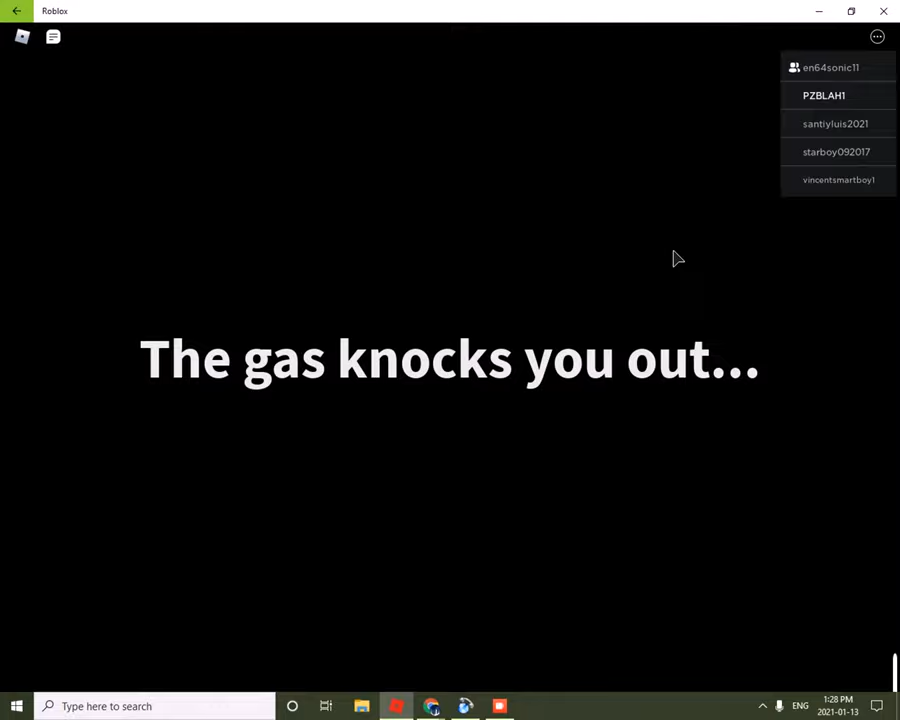 Roblox
en64sonic11
PZBLAH1
santiyluis2021
starboy092017
vincentsmartboy1
The gas knocks you out...
Type here to search
ENG
1:28 PM
2021-01-13